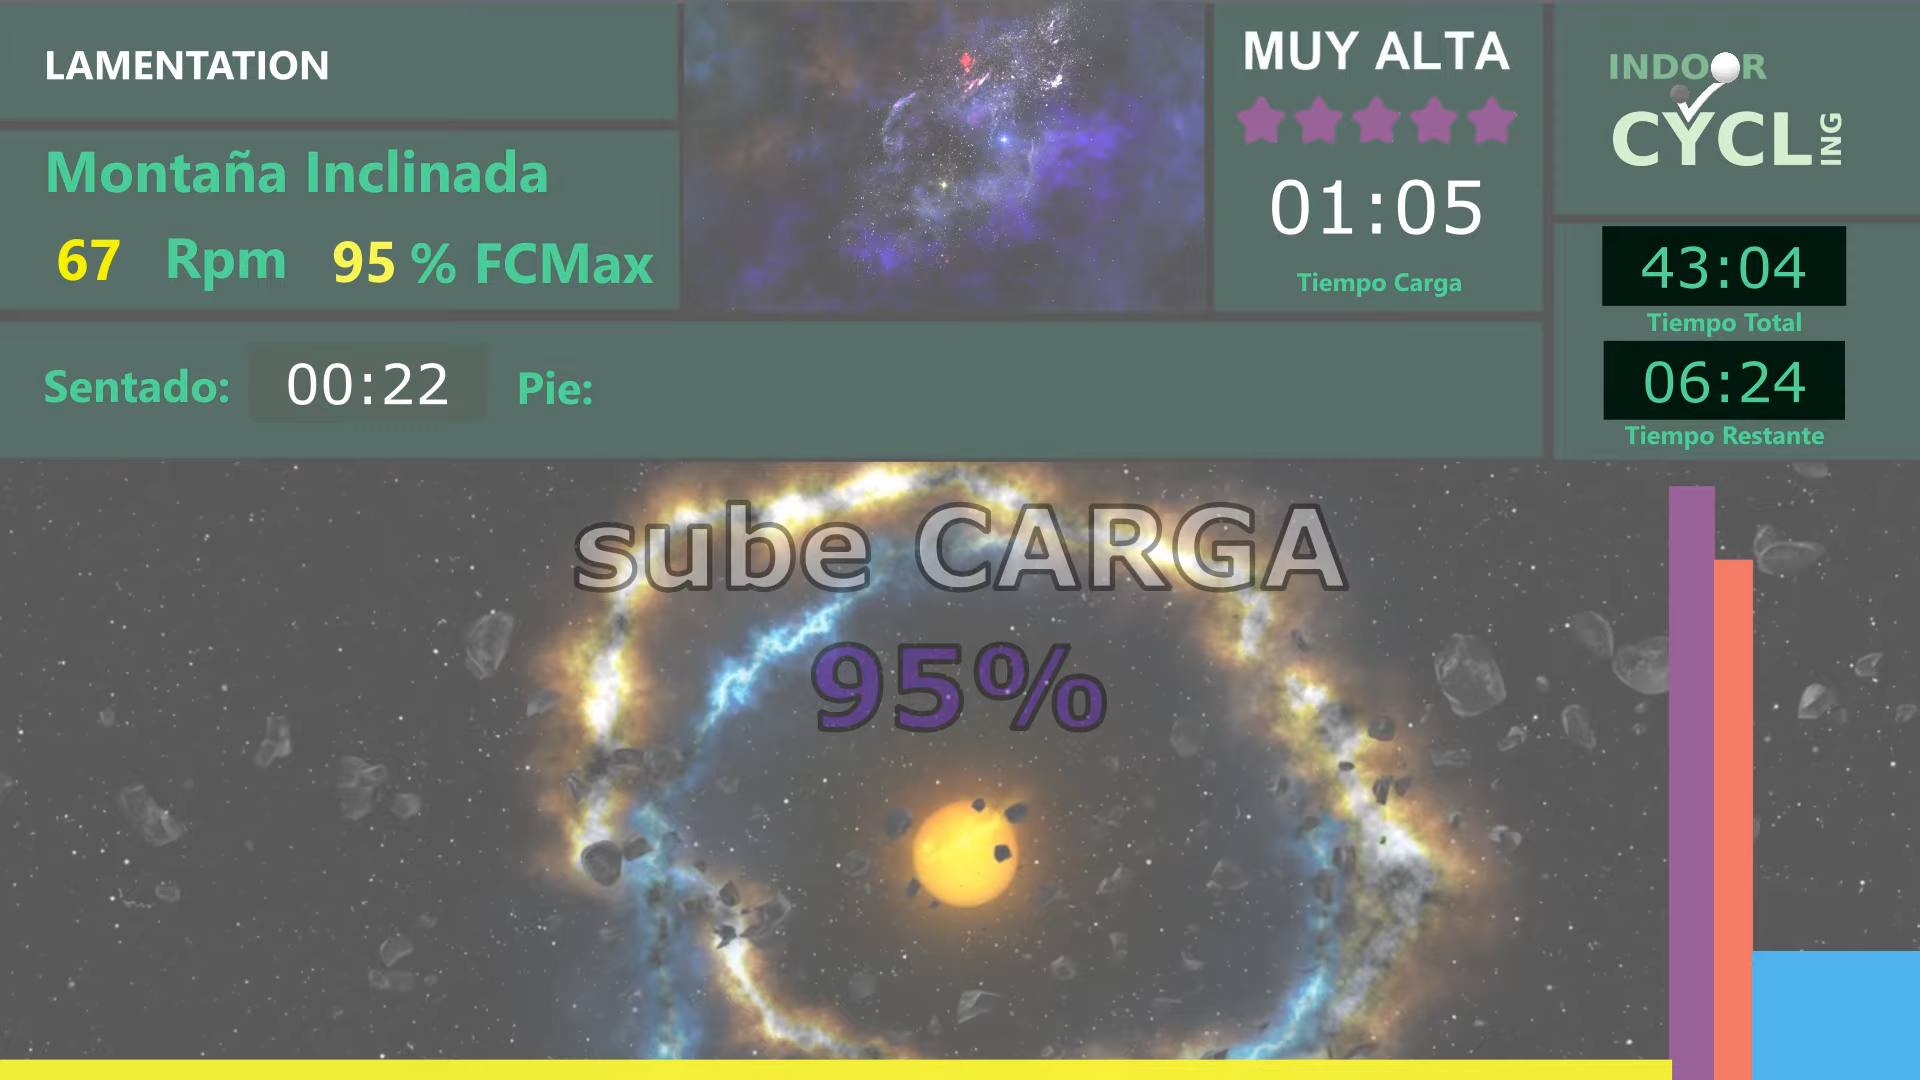 LAMENTATION
Montaña Inclinada
67 Rpm 95 % FCMax
Sentado: 00:22 Pie:
MUY ALTA
01:05
Tiempo Carga
INDOOR
CYCLING
43:04
Tiempo Total
06:24
Tiempo Restante
sube CARGA
95%